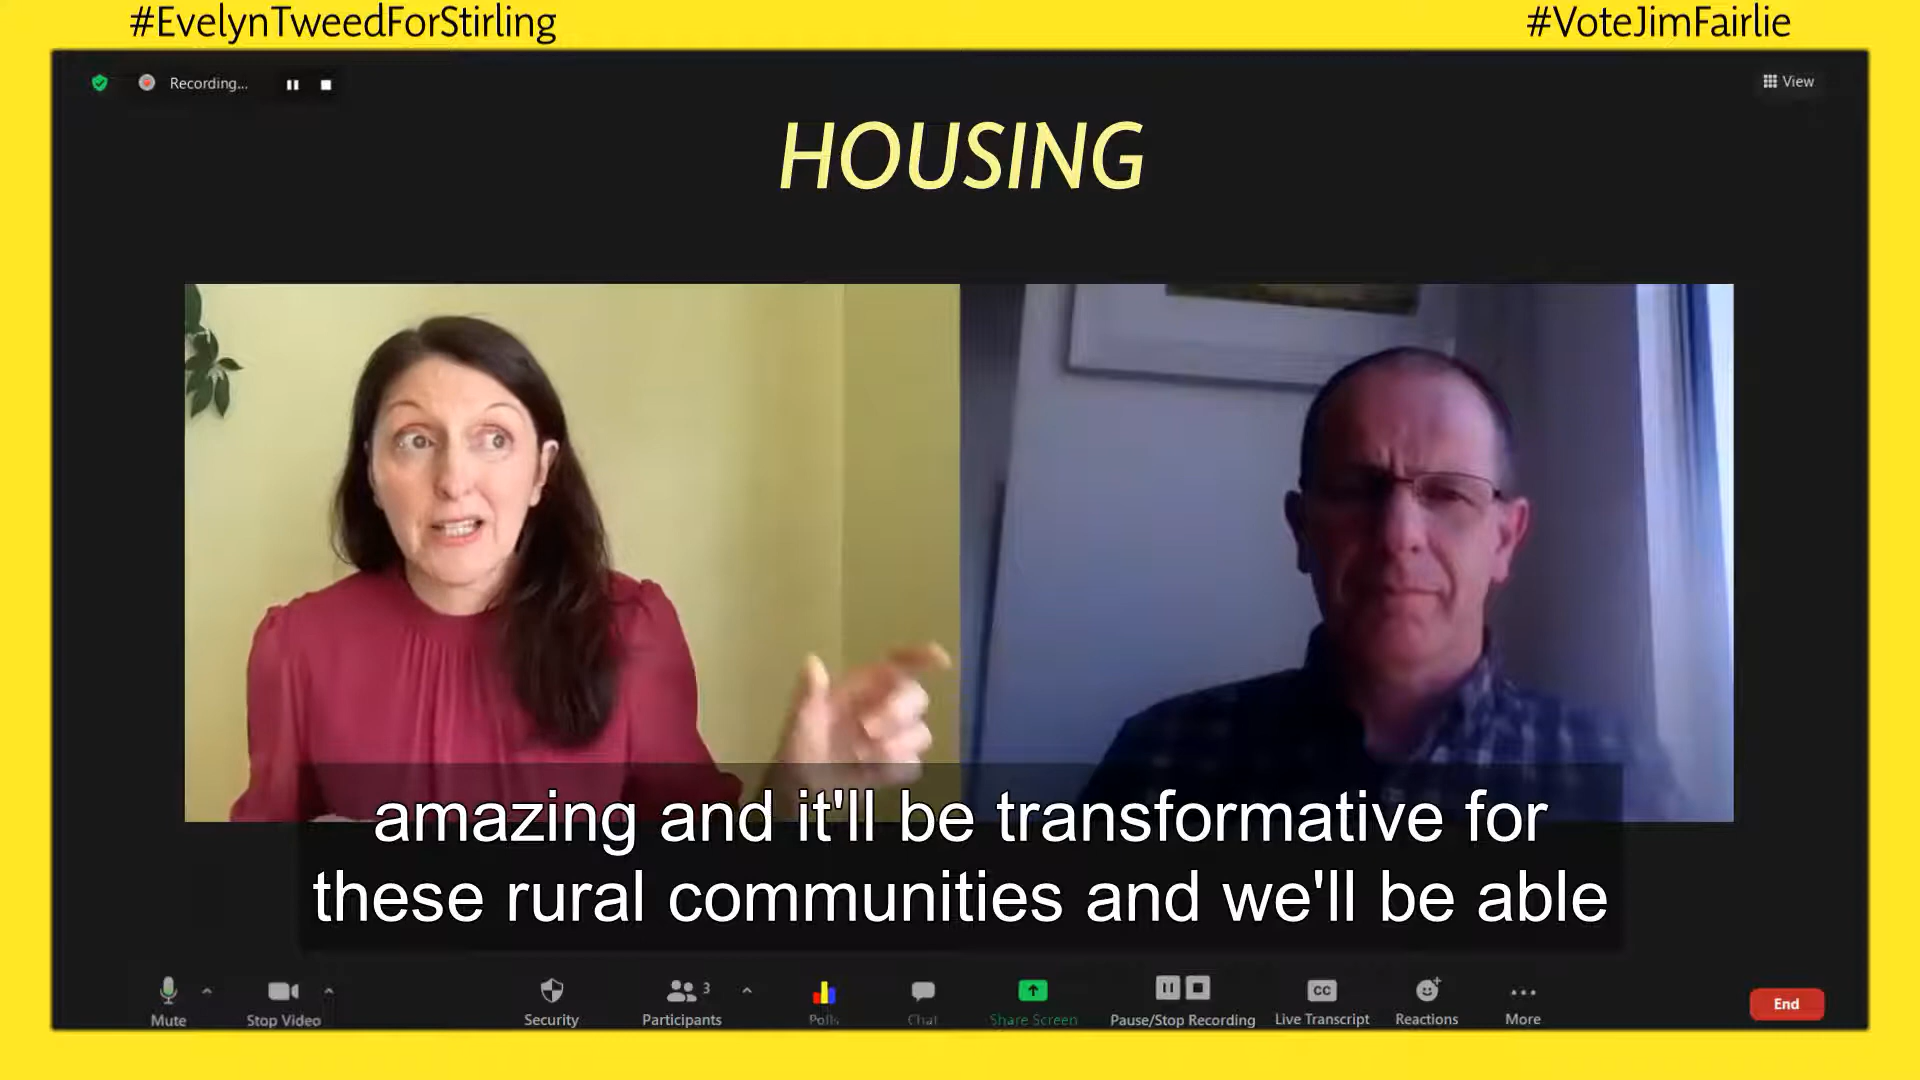 #EvelynTweedForStirling
#VoteJimFairlie
Recording...
View
HOUSING
amazing and it'll be transformative for
these rural communities and we'll be able
3
CC
Mute
Stop Video
Security
Participants
Polls
Chat
Share Screen
Pause/Stop Recording
Live Transcript
Reactions
More
End